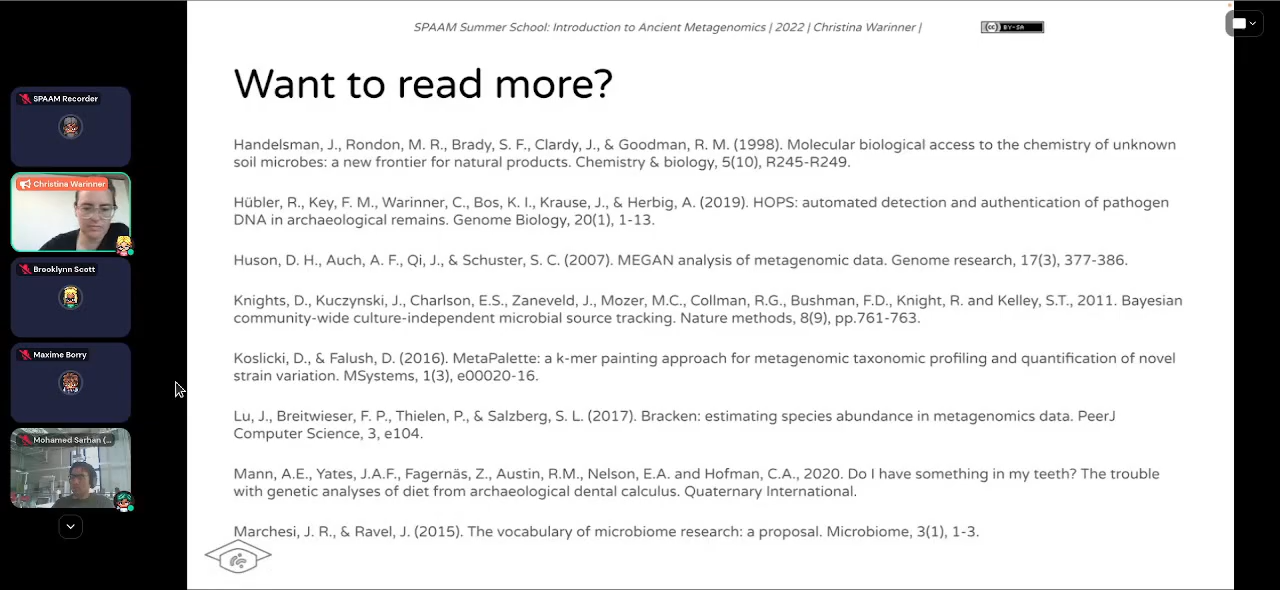 SPAAM Summer School: Introduction to Ancient Metagenomics | 2022 | Christina Warinner |
(cc) BY-SA
Want to read more?
SPAAM Recorder
Christina Warinner
Brooklynn Scott
Maxime Borry
Mohamed Sarhan (...
Handelsman, J., Rondon, M. R., Brady, S. F., Clardy, J., & Goodman, R. M. (1998). Molecular biological access to the chemistry of unknown
soil microbes: a new frontier for natural products. Chemistry & biology, 5(10), R245-R249.
Hübler, R., Key, F. M., Warinner, C., Bos, K. I., Krause, J., & Herbig, A. (2019). HOPS: automated detection and authentication of pathogen
DNA in archaeological remains. Genome Biology, 20(1), 1-13.
Huson, D. H., Auch, A. F., Qi, J., & Schuster, S. C. (2007). MEGAN analysis of metagenomic data. Genome research, 17(3), 377-386.
Knights, D., Kuczynski, J., Charlson, E.S., Zaneveld, J., Mozer, M.C., Collman, R.G., Bushman, F.D., Knight, R. and Kelley, S.T., 2011. Bayesian
community-wide culture-independent microbial source tracking. Nature methods, 8(9), pp.761-763.
Koslicki, D., & Falush, D. (2016). MetaPalette: a k-mer painting approach for metagenomic taxonomic profiling and quantification of novel
strain variation. MSystems, 1(3), e00020-16.
Lu, J., Breitwieser, F. P., Thielen, P., & Salzberg, S. L. (2017). Bracken: estimating species abundance in metagenomics data. PeerJ
Computer Science, 3, e104.
Mann, A.E., Yates, J.A.F., Fagernäs, Z., Austin, R.M., Nelson, E.A. and Hofman, C.A., 2020. Do I have something in my teeth? The trouble
with genetic analyses of diet from archaeological dental calculus. Quaternary International.
Marchesi, J. R., & Ravel, J. (2015). The vocabulary of microbiome research: a proposal. Microbiome, 3(1), 1-3.